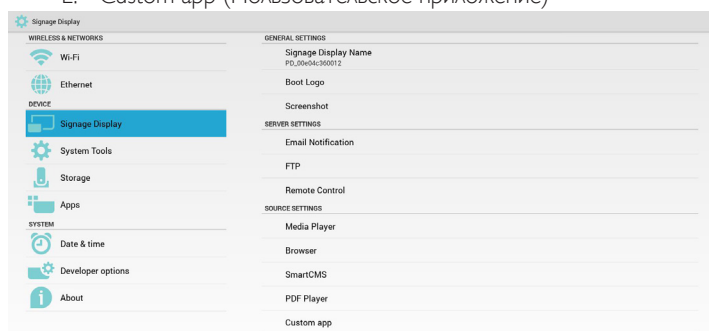 2. Custom app (Пользовательское приложение)
Signage Display
WIRELESS & NETWORKS
Wi-Fi
Ethernet
DEVICE
Signage Display
System Tools
Storage
Apps
SYSTEM
Date & time
Developer options
About
GENERAL SETTINGS
Signage Display Name
PD_00e04c360012
Boot Logo
Screenshot
SERVER SETTINGS
Email Notification
FTP
Remote Control
SOURCE SETTINGS
Media Player
Browser
SmartCMS
PDF Player
Custom app